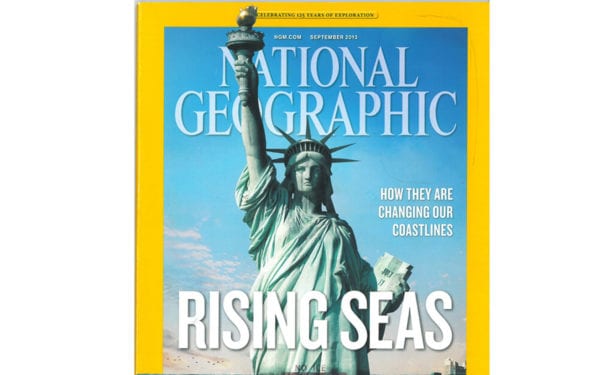 CELEBRATING 125 YEARS OF EXPLORATION
NGM.COM SEPTEMBER 2013
NATIONAL
GEOGRAPHIC
HOW THEY ARE
CHANGING OUR
COASTLINES
RISING SEAS